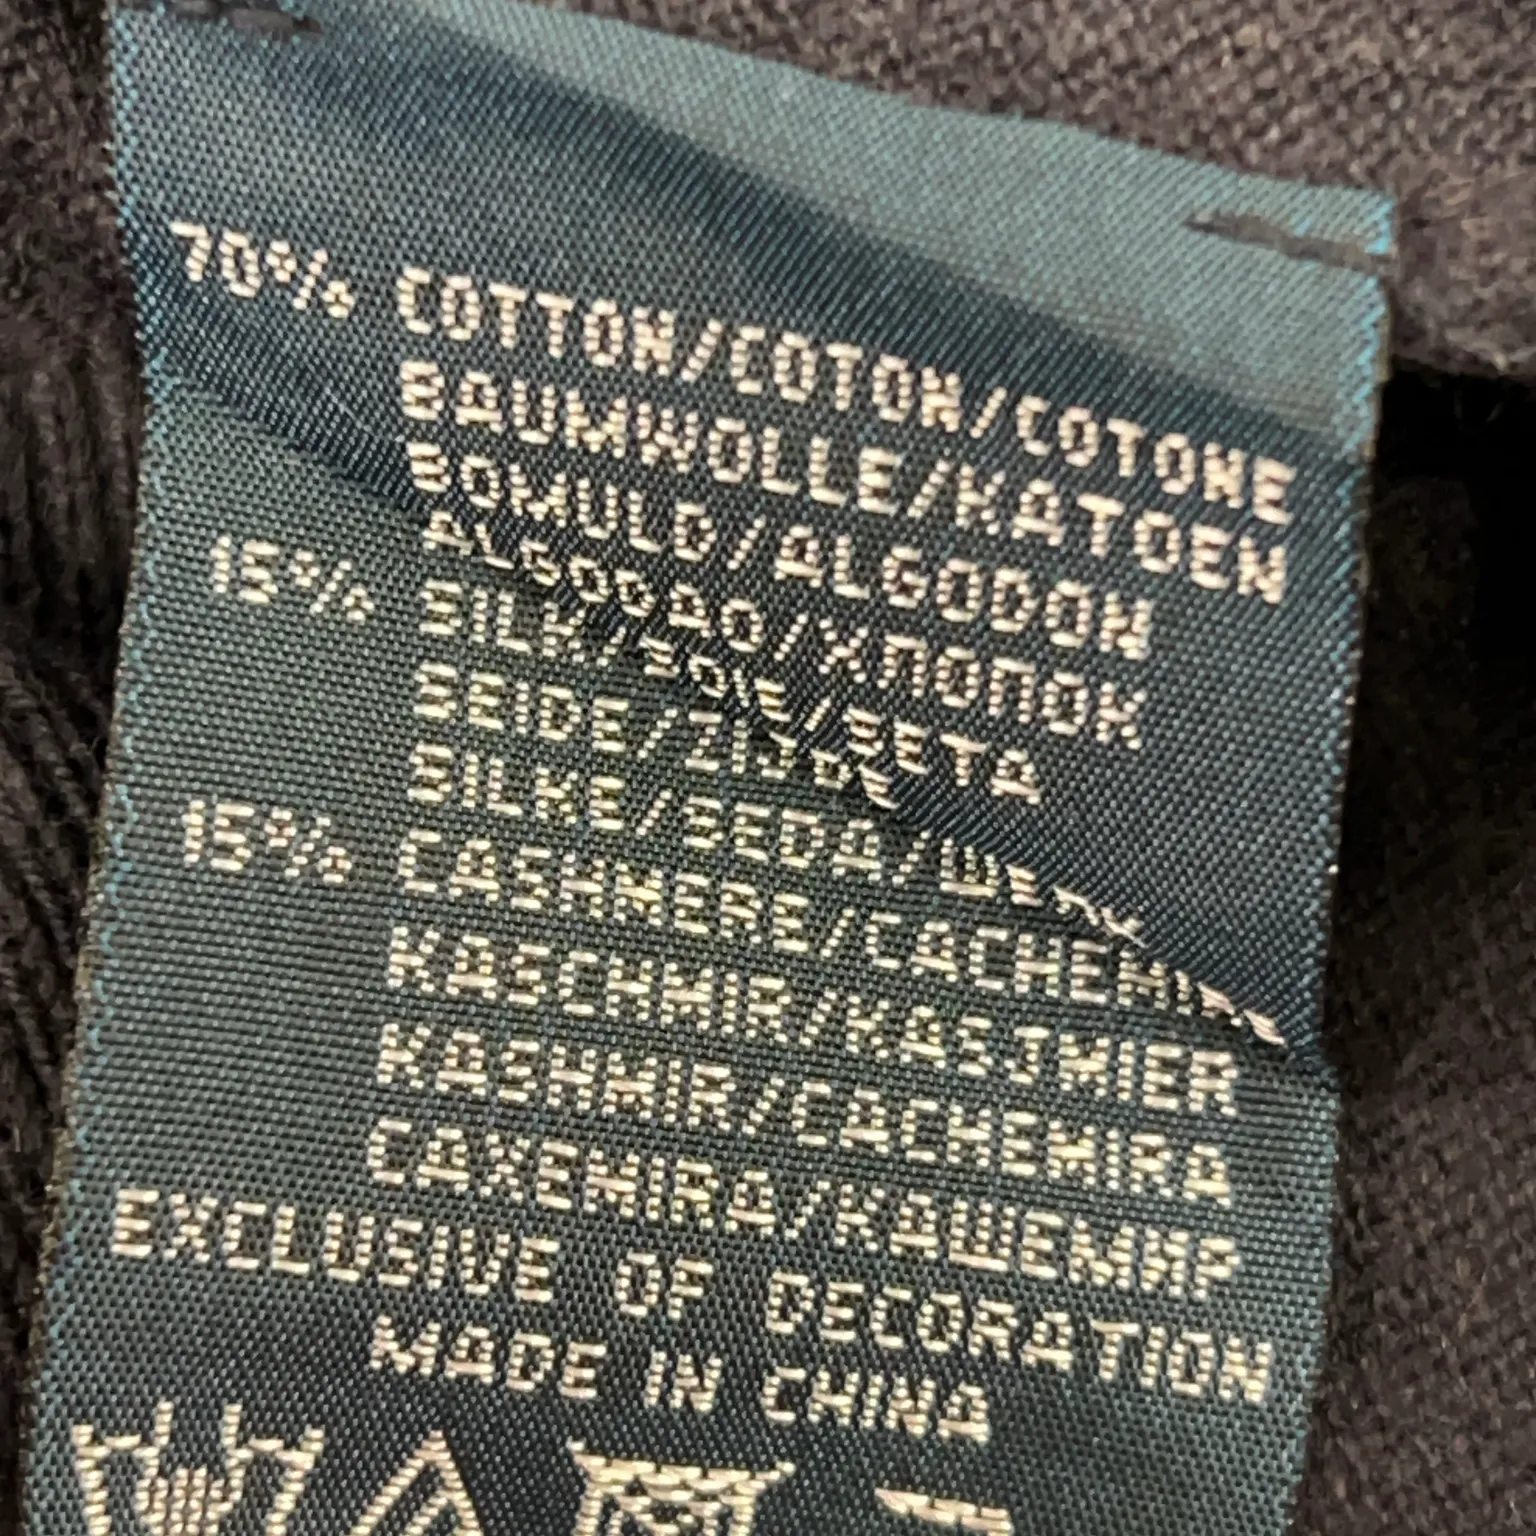 70% COTTON/COTON/COTONE
BAUMWOLLE/KATOEN
BOMULD/ALGODON
ALGODAO/ХЛОПОК
15% SILK/SOIE/SETA
SEIDE/ZIJDE
SILKE/SEDA/ШЕЛК
15% CASHMERE/CACHEMIRE
KASCHMIR/KASJMIER
KASHMIR/CACHEMIRA
CAXEMIRA/КАШЕМИР
EXCLUSIVE OF DECORATION
MADE IN CHINA